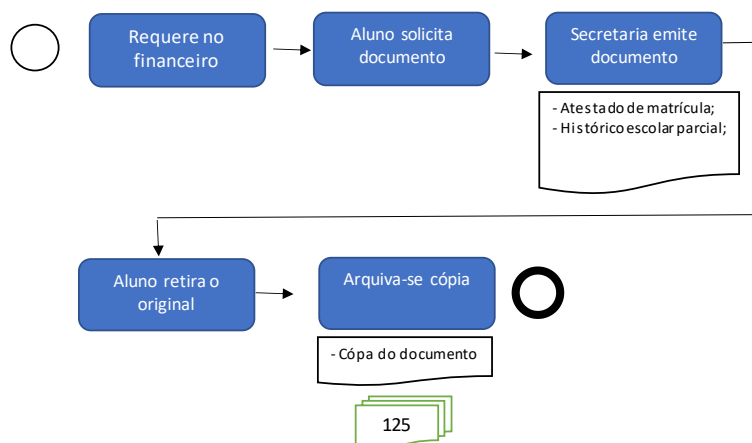 Requere no
financeiro
Aluno solicita
documento
Secretaria emite
documento
- Atestado de matrícula;
- Histórico escolar parcial;
Aluno retira o
original
Arquiva-se cópia
- Cópa do documento
125